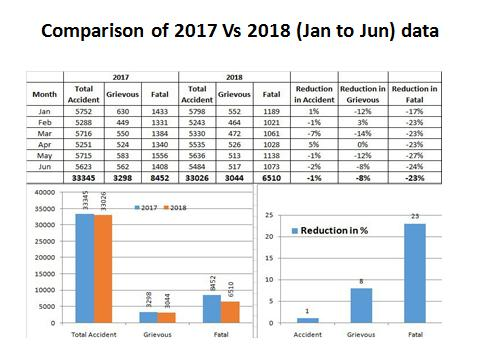 Comparison of 2017 Vs 2018 (Jan to Jun) data
2017 2018
Month Total Accident Grievous Fatal Total Accident Grievous Fatal Reduction in Accident Reduction in Grievous Reduction in Fatal
Jan 5752 630 1433 5798 552 1189 1% -12% -17%
Feb 5288 449 1331 5243 464 1021 -1% 3% -23%
Mar 5716 550 1384 5330 472 1061 -7% -14% -23%
Apr 5251 524 1340 5535 526 1028 5% 0% -23%
May 5715 583 1556 5636 513 1138 -1% -12% -27%
Jun 5623 562 1408 5484 517 1073 -2% -8% -24%
33345 3298 8452 33026 3044 6510 -1% -8% -23%
40000
35000
30000
25000
20000
15000
10000
5000
0
33345
33026
3298
3044
8452
6510
2017 2018
Total Accident Grievous Fatal
25
20
15
10
5
0
Reduction in %
1
8
23
Accident Grievous Fatal